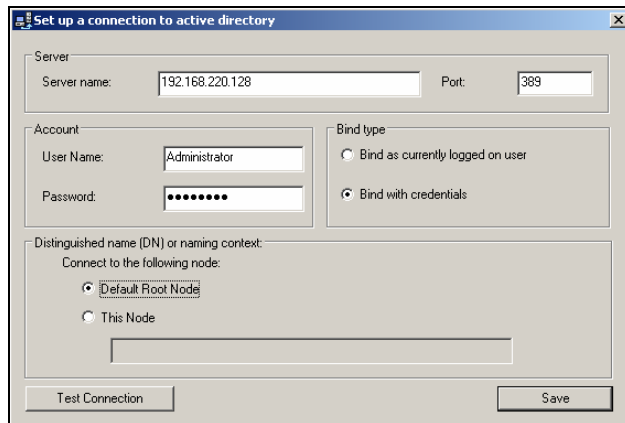 Set up a connection to active directory
Server
Server name: 192.168.220.128 Port: 389
Account
User Name: Administrator
Password: ●●●●●●●●
Bind type
Bind as currently logged on user
Bind with credentials
Distinguished name (DN) or naming context:
Connect to the following node:
Default Root Node
This Node
Test Connection Save